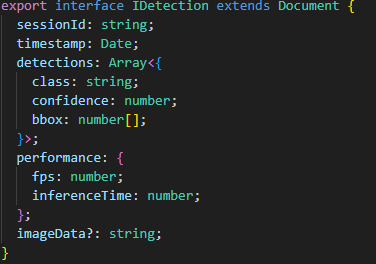 export interface IDetection extends Document {
  sessionId: string;
  timestamp: Date;
  detections: Array<{
    class: string;
    confidence: number;
    bbox: number[];
  }>;
  performance: {
    fps: number;
    inferenceTime: number;
  };
  imageData?: string;
}